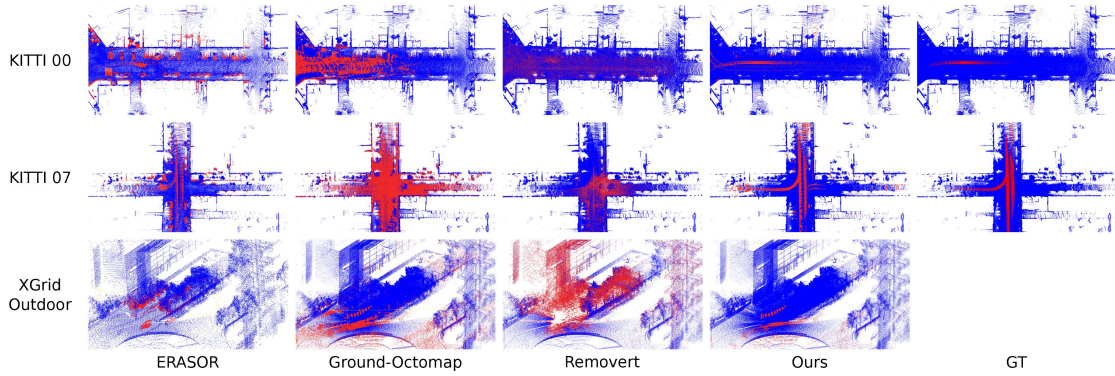 KITTI 00
KITTI 07
XGrid
Outdoor
ERASOR
Ground-Octomap
Removert
Ours
GT